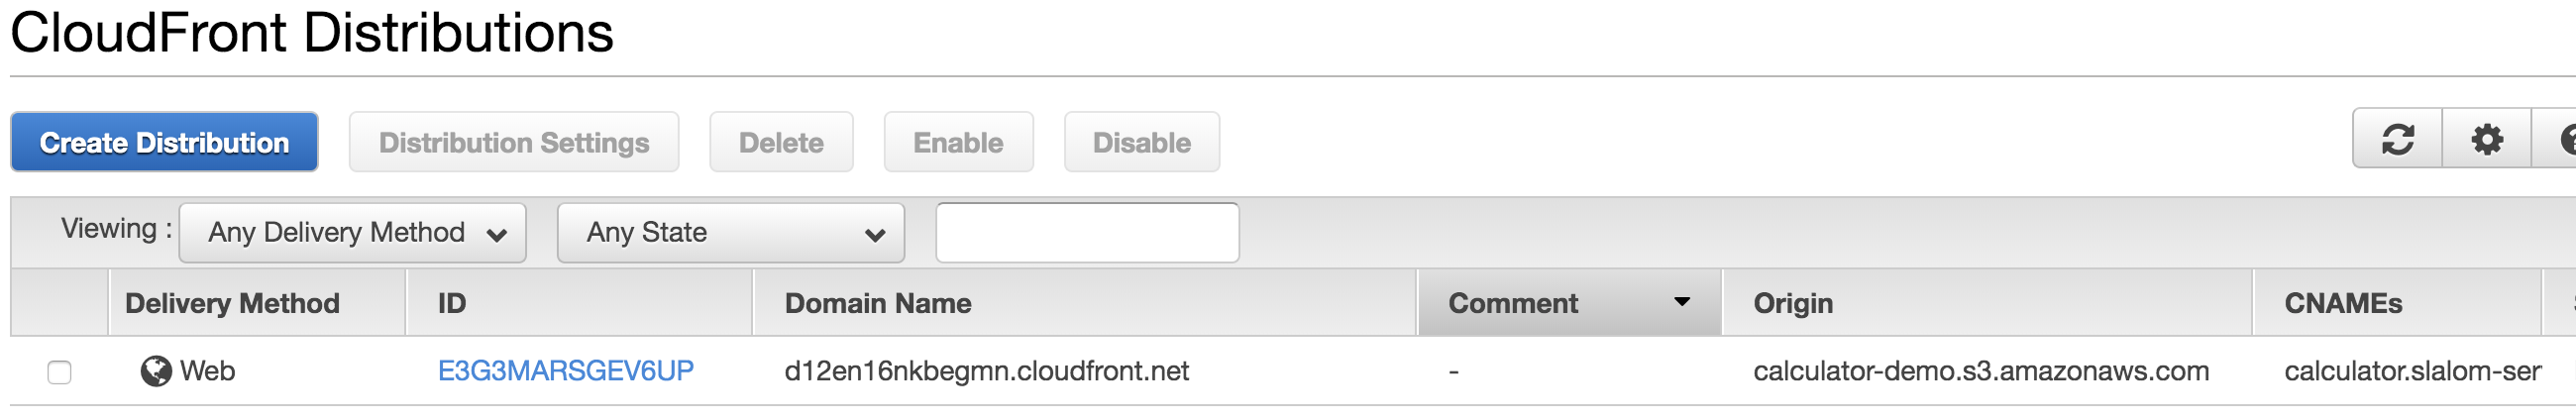 CloudFront Distributions
Create Distribution Distribution Settings Delete Enable Disable
Viewing : Any Delivery Method Any State
Delivery Method ID Domain Name Comment Origin CNAMEs
Web E3G3MARSGEV6UP d12en16nkbegmn.cloudfront.net - calculator-demo.s3.amazonaws.com calculator.slalom-ser